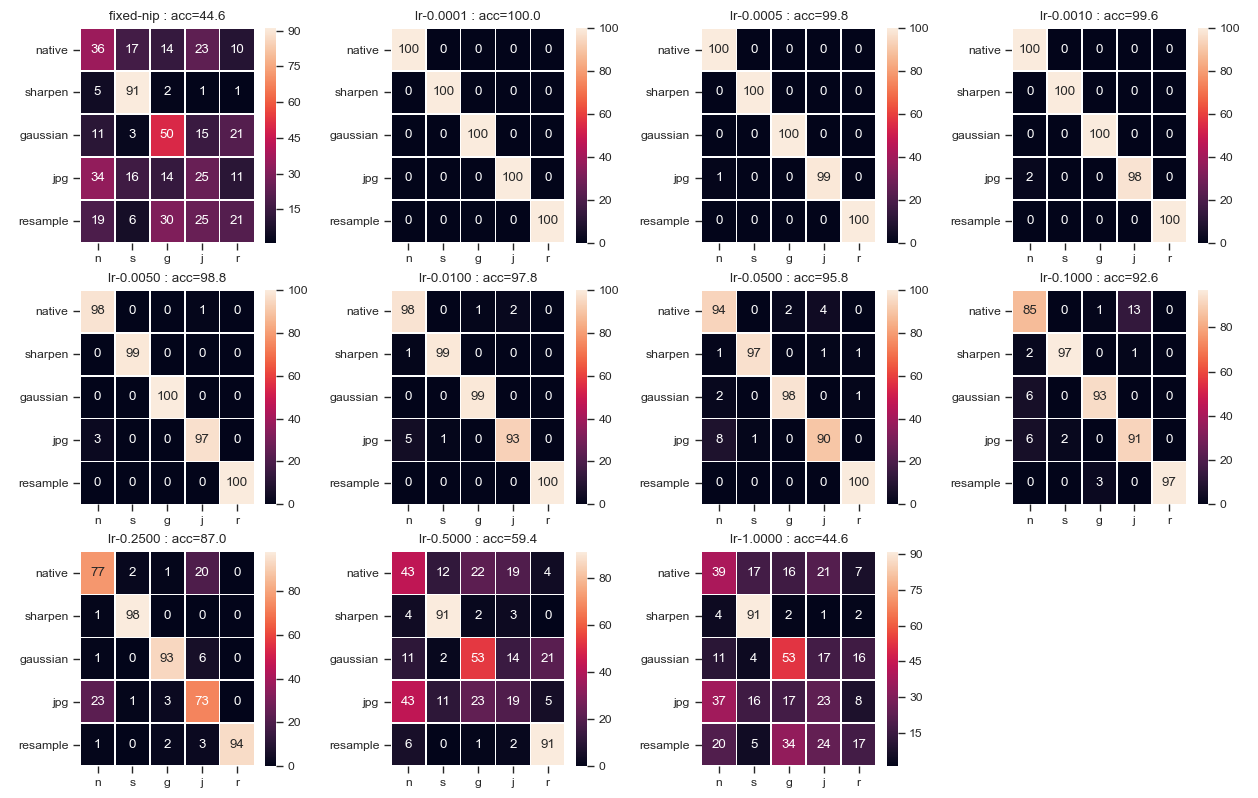 fixed-nip : acc=44.6
native 36 17 14 23 10
sharpen 5 91 2 1 1
gaussian 11 3 50 15 21
jpg 34 16 14 25 11
resample 19 6 30 25 21
n s g j r
90
75
60
45
30
15
lr-0.0001 : acc=100.0
native 100 0 0 0 0
sharpen 0 100 0 0 0
gaussian 0 0 100 0 0
jpg 0 0 0 100 0
resample 0 0 0 0 100
n s g j r
100
80
60
40
20
0
lr-0.0005 : acc=99.8
native 100 0 0 0 0
sharpen 0 100 0 0 0
gaussian 0 0 100 0 0
jpg 1 0 0 99 0
resample 0 0 0 0 100
n s g j r
100
80
60
40
20
0
lr-0.0010 : acc=99.6
native 100 0 0 0 0
sharpen 0 100 0 0 0
gaussian 0 0 100 0 0
jpg 2 0 0 98 0
resample 0 0 0 0 100
n s g j r
100
80
60
40
20
0
lr-0.0050 : acc=98.8
native 98 0 0 1 0
sharpen 0 99 0 0 0
gaussian 0 0 100 0 0
jpg 3 0 0 97 0
resample 0 0 0 0 100
n s g j r
100
80
60
40
20
0
lr-0.0100 : acc=97.8
native 98 0 1 2 0
sharpen 1 99 0 0 0
gaussian 0 0 99 0 0
jpg 5 1 0 93 0
resample 0 0 0 0 100
n s g j r
100
80
60
40
20
0
lr-0.0500 : acc=95.8
native 94 0 2 4 0
sharpen 1 97 0 1 1
gaussian 2 0 98 0 1
jpg 8 1 0 90 0
resample 0 0 0 0 100
n s g j r
100
80
60
40
20
0
lr-0.1000 : acc=92.6
native 85 0 1 13 0
sharpen 2 97 0 1 0
gaussian 6 0 93 0 0
jpg 6 2 0 91 0
resample 0 0 3 0 97
n s g j r
80
60
40
20
0
lr-0.2500 : acc=87.0
native 77 2 1 20 0
sharpen 1 98 0 0 0
gaussian 1 0 93 6 0
jpg 23 1 3 73 0
resample 1 0 2 3 94
n s g j r
80
60
40
20
0
lr-0.5000 : acc=59.4
native 43 12 22 19 4
sharpen 4 91 2 3 0
gaussian 11 2 53 14 21
jpg 43 11 23 19 5
resample 6 0 1 2 91
n s g j r
80
60
40
20
0
lr-1.0000 : acc=44.6
native 39 17 16 21 7
sharpen 4 91 2 1 2
gaussian 11 4 53 17 16
jpg 37 16 17 23 8
resample 20 5 34 24 17
n s g j r
90
75
60
45
30
15